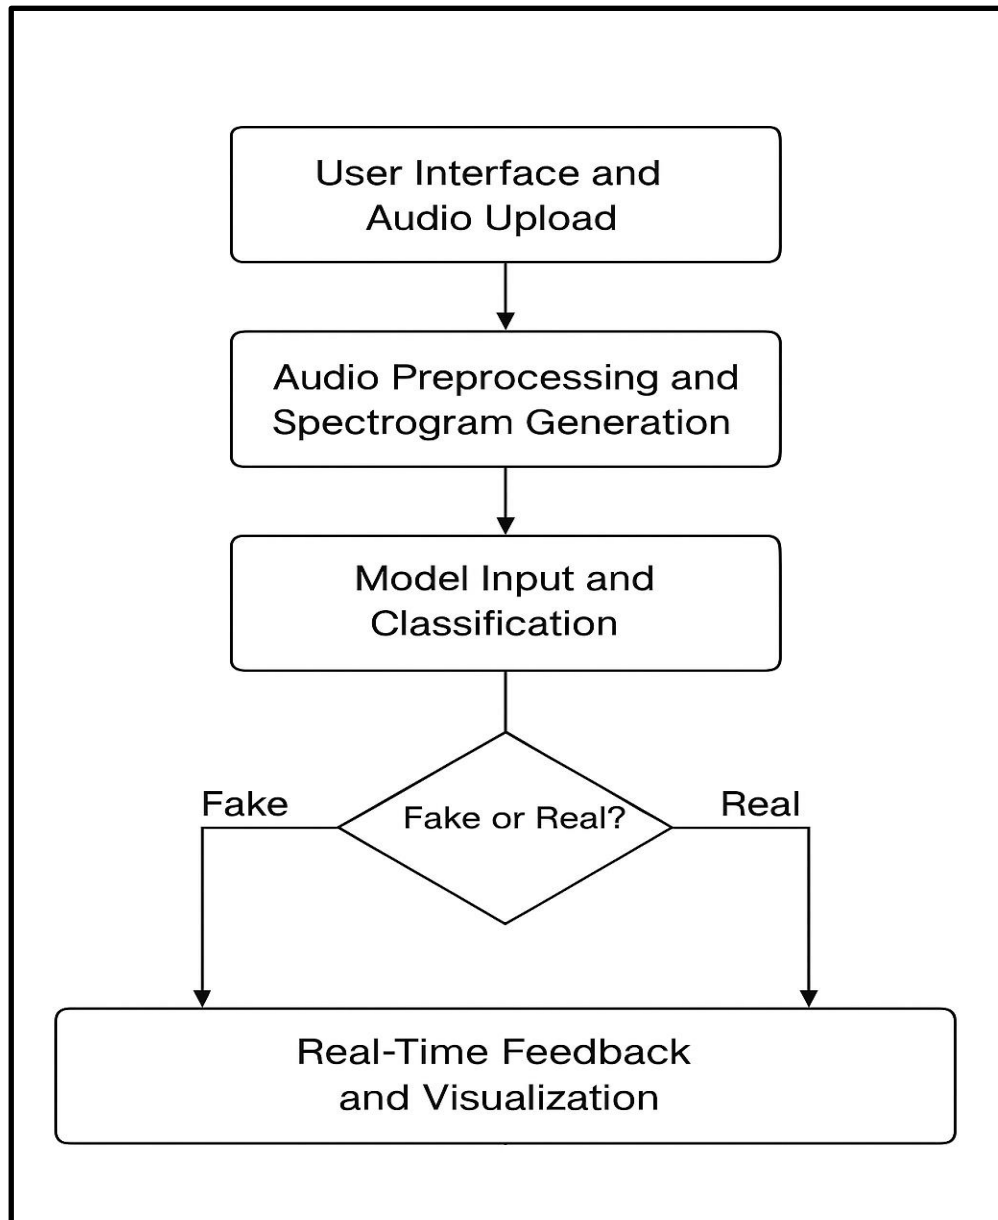 User Interface and
Audio Upload
Audio Preprocessing and
Spectrogram Generation
Model Input and
Classification
Fake or Real?
Fake
Real
Real-Time Feedback
and Visualization